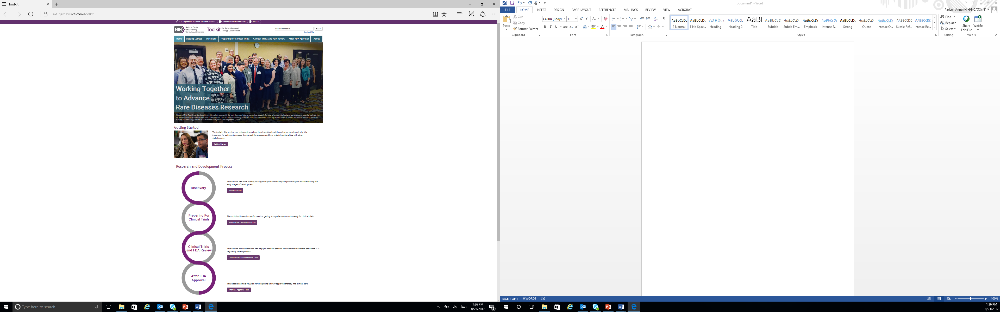 Toolkit
ext-gard.bis.icfi.com/toolkit
U.S. Department of Health & Human Services
National Institutes of Health
NCATS
NIH
National Center
for Advancing
Translational Sciences
Toolkit
For Patient-Focused
Therapy Development
Search for tools
Search
Contact Us
Home
Getting Started
Discovery
Preparing for Clinical Trials
Clinical Trials and FDA Review
After FDA Approval
About
Working Together
to Advance
Rare Diseases Research
Welcome! This Toolkit was developed to provide patient groups with the tools they need to advance medical research. Our goal is to ensure that patients are engaged as essential partners from
beginning to end of the research and development process. This is a living site where you will find tools being developed for and by patient groups in concert with their academic, government,
industry and advocacy partners. Read more about why NCATS developed this Toolkit.
Getting Started
The tools in this section can help you learn about how investigational therapies are developed, why it is
important for patients to engage throughout the process, and how to build relationships with other
stakeholders.
Getting Started
Research and Development Process
Discovery
This section has tools to help you organize your community and prioritize your activities during the
early stages of development.
Discovery Tools
Preparing For
Clinical Trials
The tools in this section are focused on getting your patient community ready for clinical trials.
Preparing for Clinical Trials Tools
Clinical Trials
and FDA Review
This section provides tools to can help you connect patients to clinical trials and take part in the FDA
regulatory review process.
Clinical Trials and FDA Review Tools
After FDA
Approval
These tools can help you plan for integrating a newly approved therapy into clinical care.
After FDA Approval Tools
Type here to search
1:36 PM
8/23/2017
2
Document1 - Word
FILE
HOME
INSERT
DESIGN
PAGE LAYOUT
REFERENCES
MAILINGS
REVIEW
VIEW
ACROBAT
Pariser, Anne (NIH/NCATS) [E]
Paste
Cut
Copy
Format Painter
Clipboard
Calibri (Body)
11
Font
Paragraph
AaBbCcDc
¶ Normal
AaBbCcDc
¶ No Spac...
AaBbCc
Heading 1
AaBbCcE
Heading 2
AaBl
Title
AaBbCcD
Subtitle
AaBbCcDc
Subtle Em...
AaBbCcDc
Emphasis
AaBbCcDc
Intense E...
AaBbCcDc
Strong
AaBbCcDc
Quote
AaBbCcDc
Intense Q...
AABBCCDE
Subtle Ref...
AABBCCDE
Intense Re...
Styles
Find
Replace
Select
Editing
Share
This File
WebEx
WebEx
PAGE 1 OF 1
0 WORDS
100%
1:36 PM
8/23/2017